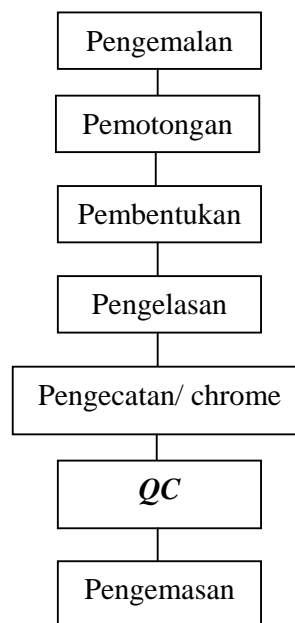 Pengemalan
Pemotongan
Pembentukan
Pengelasan
Pengecatan/ chrome
QC
Pengemasan